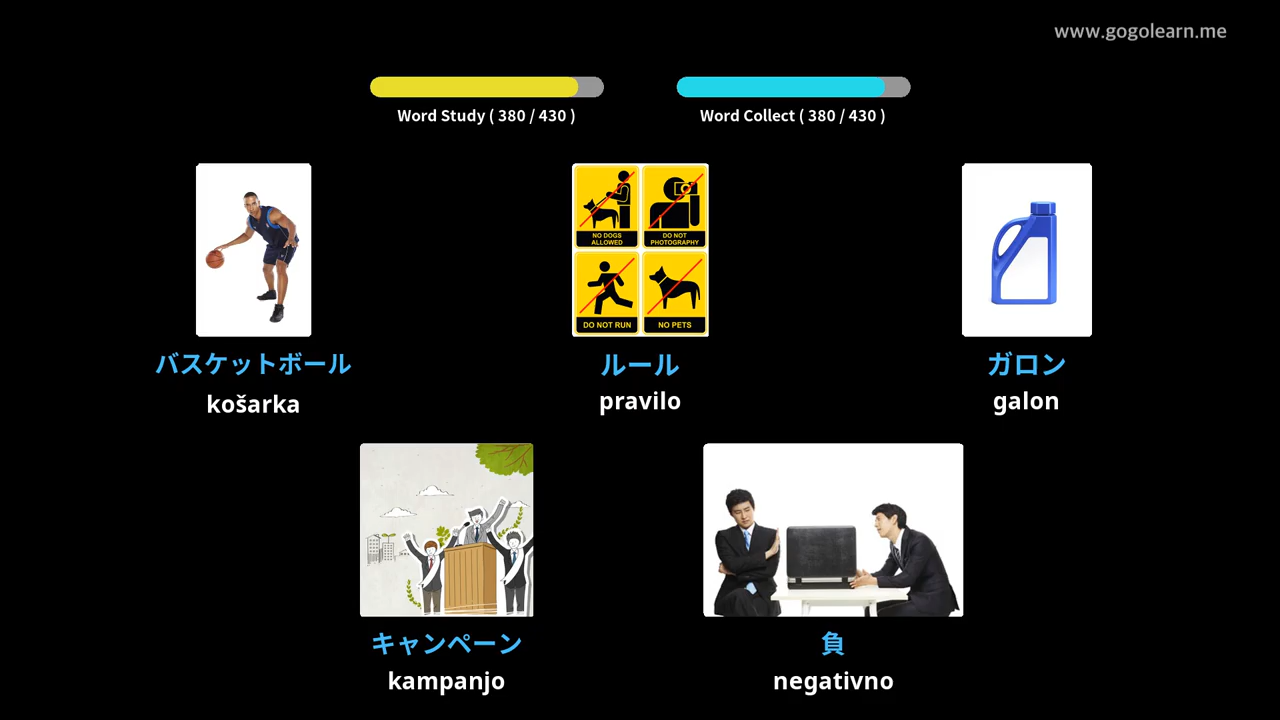 www.gogolearn.me
Word Study ( 380 / 430 )
Word Collect ( 380 / 430 )
NO DOGS
ALLOWED
DO NOT
PHOTOGRAPHY
DO NOT RUN
NO PETS
バスケットボール
ルール
ガロン
košarka
pravilo
galon
キャンペーン
負
kampanjo
negativno